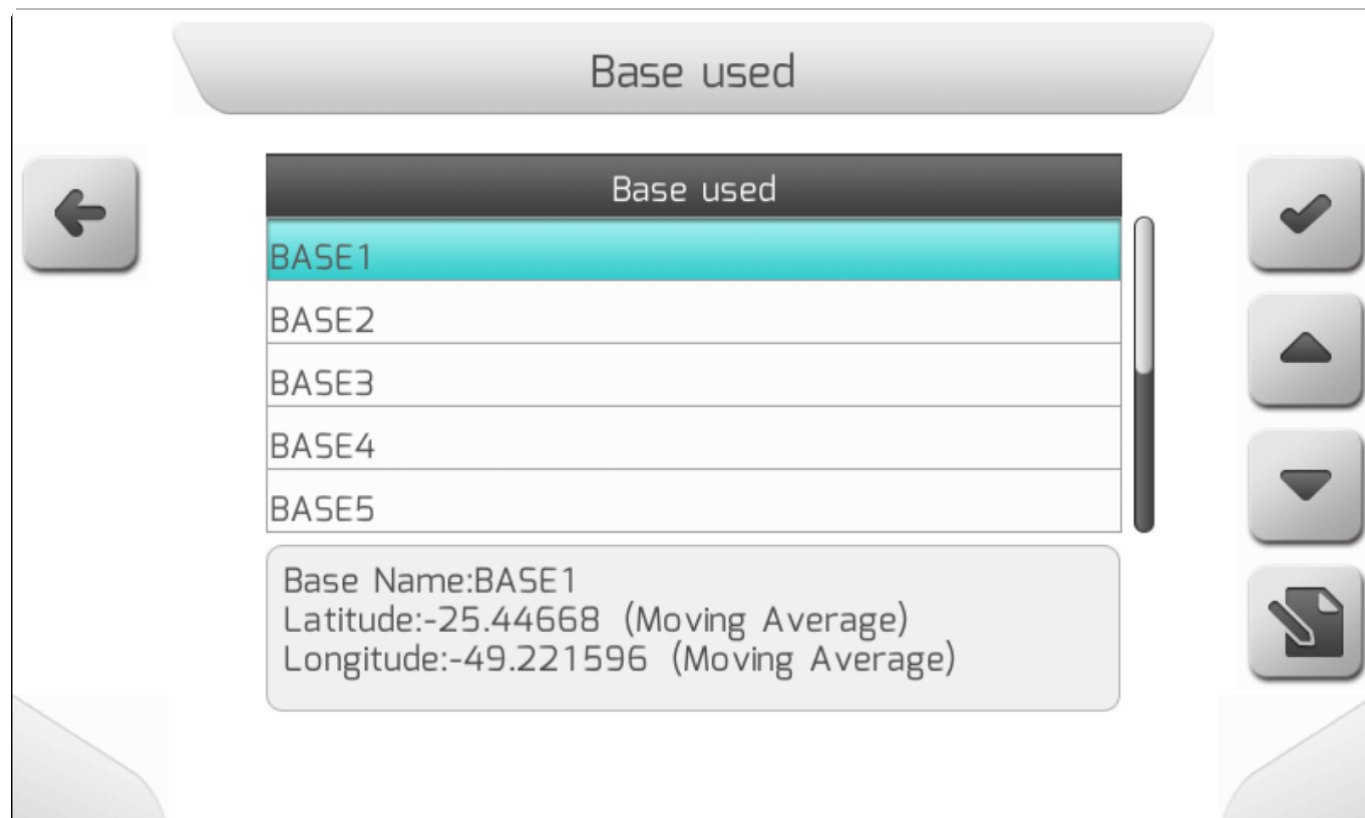 Base used
Base used
BASE1
BASE2
BASE3
BASE4
BASE5
Base Name:BASE1
Latitude:-25.44668 (Moving Average)
Longitude:-49.221596 (Moving Average)